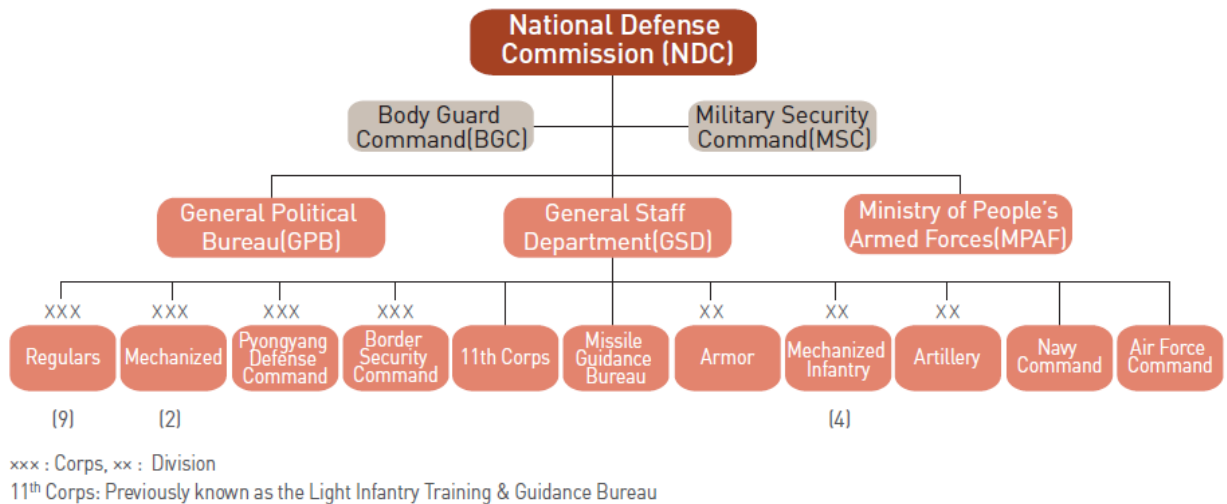 National Defense
Commission (NDC)
Body Guard
Command(BGC)
Military Security
Command(MSC)
General Political
Bureau(GPB)
General Staff
Department(GSD)
Ministry of People's
Armed Forces(MPAF)
XXX
XXX
XXX
XXX
XX
XX
XX
Regulars
Mechanized
Pyongyang
Defense
Command
Border
Security
Command
11th Corps
Missile
Guidance
Bureau
Armor
Mechanized
Infantry
Artillery
Navy
Command
Air Force
Command
(9)
(2)
(4)
xxx : Corps, xx : Division
11th Corps: Previously known as the Light Infantry Training & Guidance Bureau